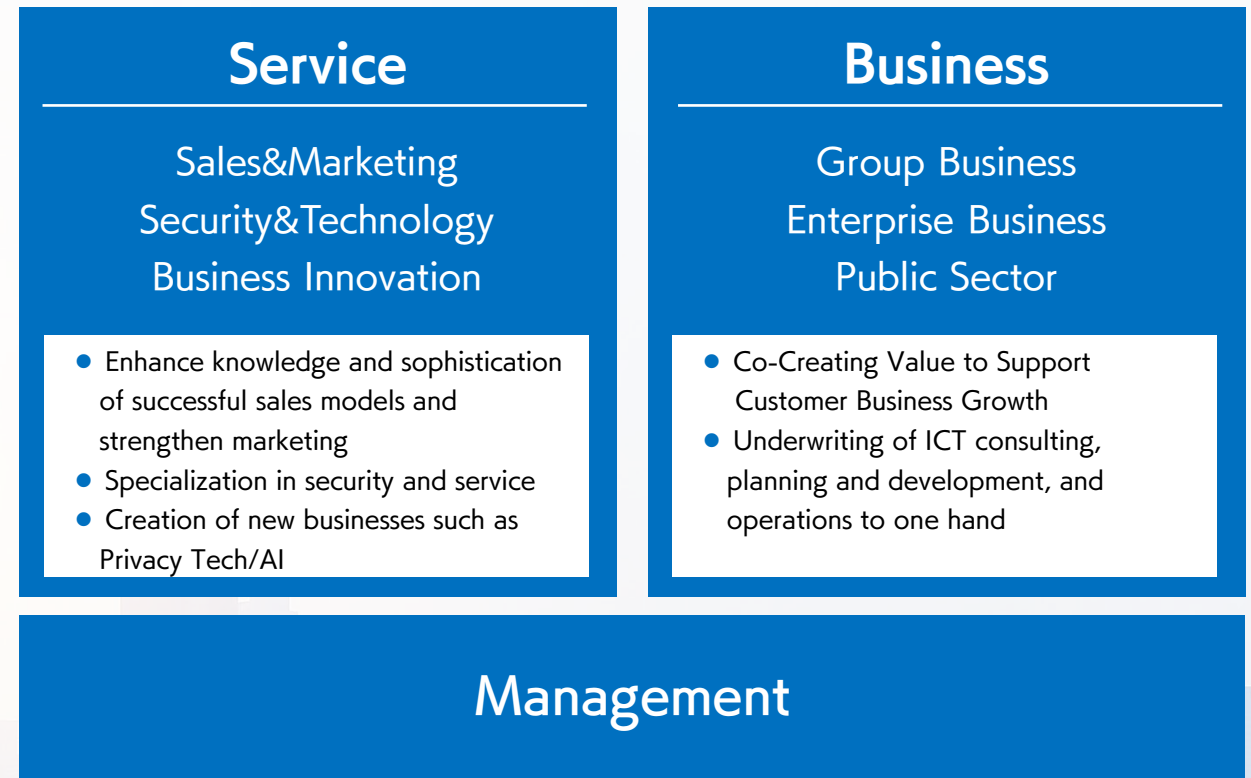 Service
Sales&Marketing
Security&Technology
Business Innovation
● Enhance knowledge and sophistication
of successful sales models and
strengthen marketing
● Specialization in security and service
● Creation of new businesses such as
Privacy Tech/AI
Business
Group Business
Enterprise Business
Public Sector
● Co-Creating Value to Support
Customer Business Growth
● Underwriting of ICT consulting,
planning and development, and
operations to one hand
Management